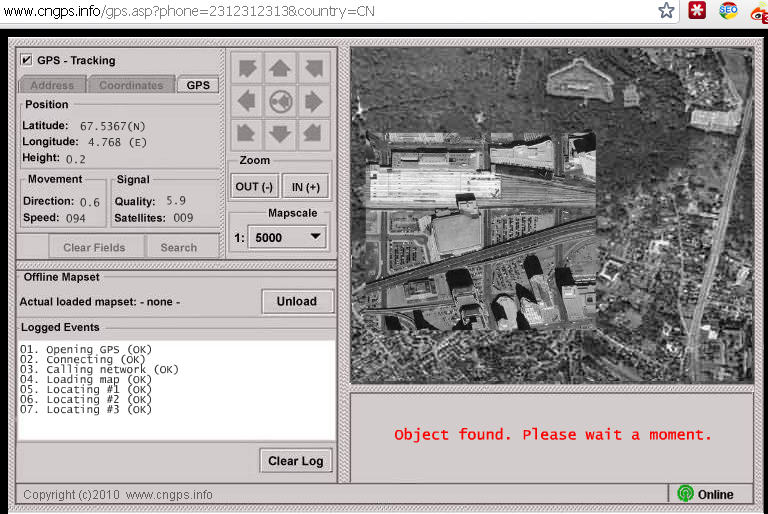 www.cngps.info/gps.asp?phone=2312312313&country=CN
SEO
GPS - Tracking
Address Coordinates GPS
Position
Latitude: 67.5367(N)
Longitude: 4.768 (E)
Height: 0.2
Movement
Direction: 0.6
Speed: 094
Signal
Quality: 5.9
Satellites: 009
Clear Fields Search
Zoom
OUT (-) IN (+)
Mapscale
1: 5000
Offline Mapset
Actual loaded mapset: - none -
Unload
Logged Events
01. Opening GPS (OK)
02. Connecting (OK)
03. Calling network (OK)
04. Loading map (OK)
05. Locating #1 (OK)
06. Locating #2 (OK)
07. Locating #3 (OK)
Clear Log
Object found. Please wait a moment.
Copyright (c)2010 www.cngps.info
Online